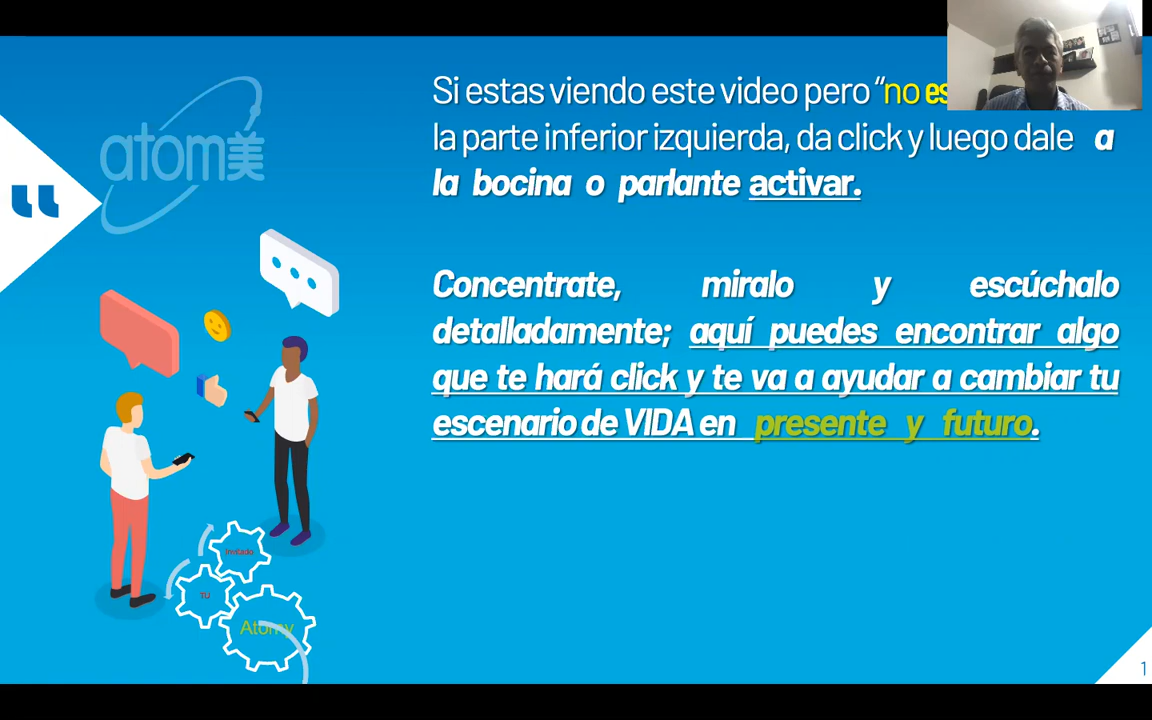 atom美
Si estas viendo este video pero “no
la parte inferior izquierda, da click y luego dale a
la bocina o parlante activar.
Concentrate, miralo y escúchalo
detalladamente; aquí puedes encontrar algo
que te hará click y te va a ayudar a cambiar tu
escenario de VIDA en presente y futuro.
Invitado
TU
Atomy
1